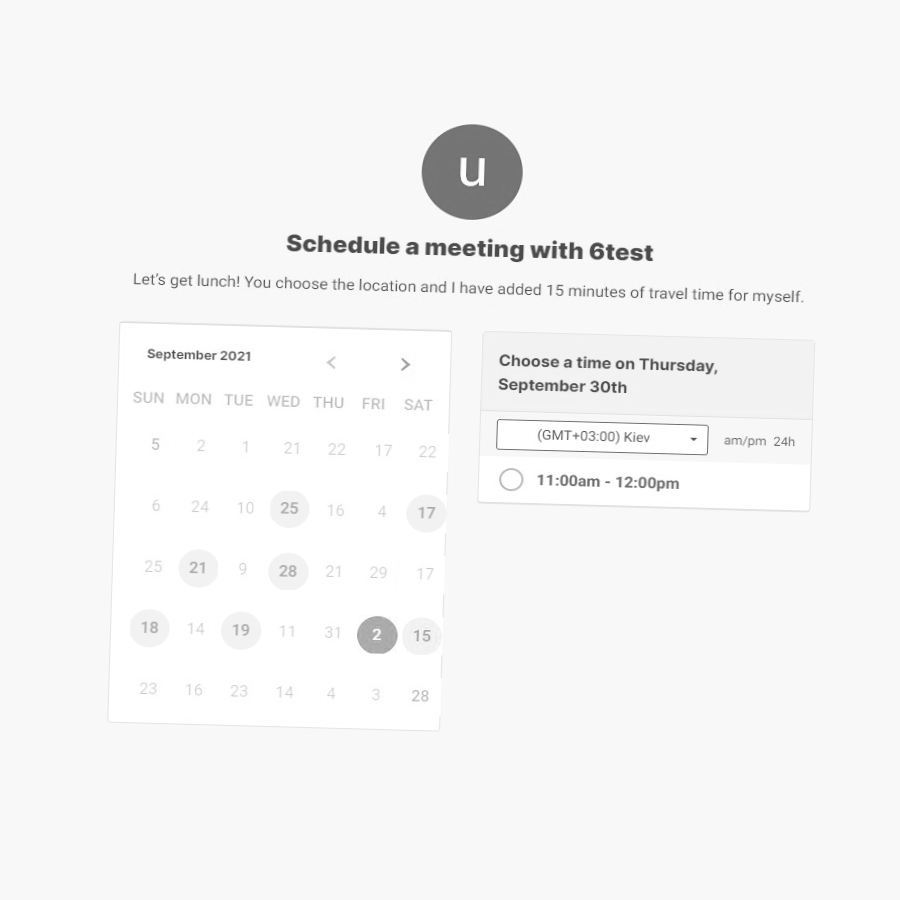 u
Schedule a meeting with 6test
Let's get lunch! You choose the location and I have added 15 minutes of travel time for myself.
September 2021
SUN MON TUE WED THU FRI SAT
5 2 1 21 22 17 22
6 24 10 25 16 4 17
25 21 9 28 21 29 17
18 14 19 11 31 2 15
23 16 23 14 4 3 28
Choose a time on Thursday,
September 30th
(GMT+03:00) Kiev
am/pm 24h
11:00am - 12:00pm